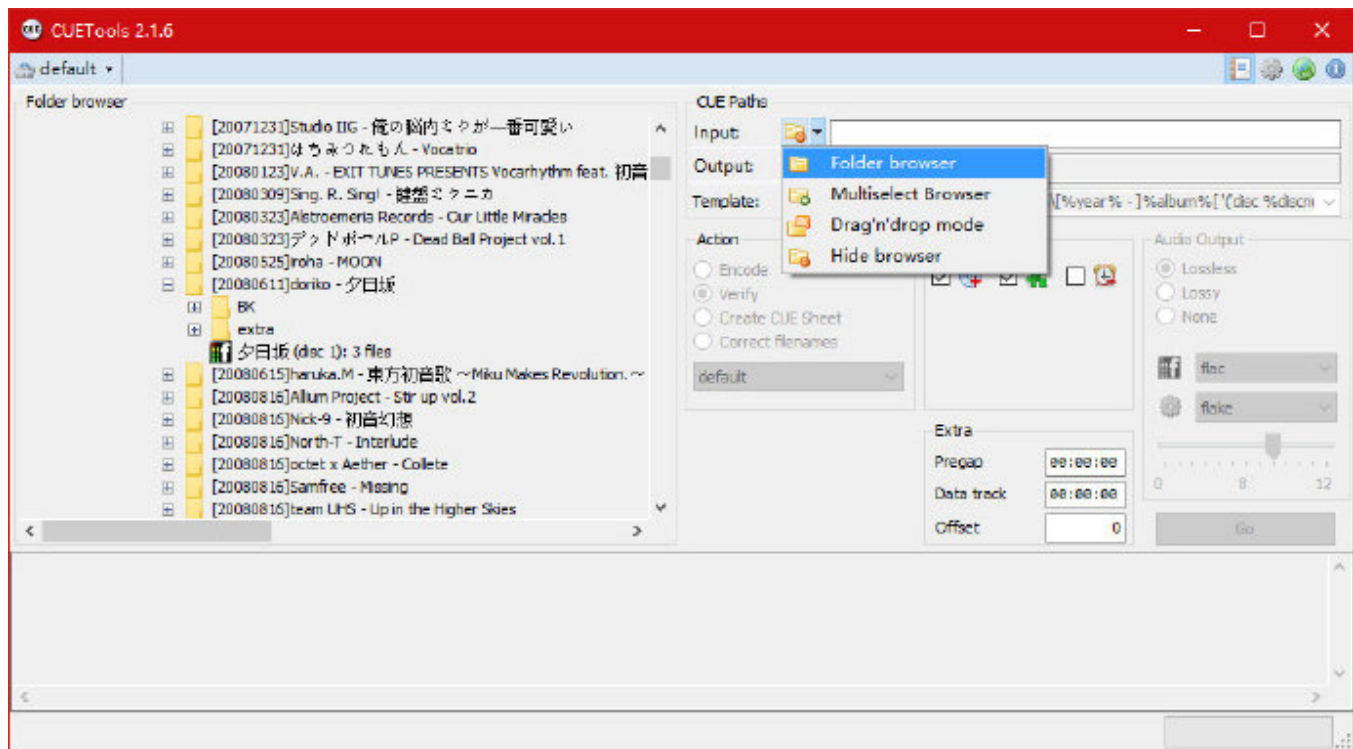 CUETools 2.1.6
default
Folder browser
[20071231]Studio IIG - 俺の脳内ミクが一番可愛い
[20071231]はちみつれもん - Vocatrio
[20080123]V.A. - EXIT TUNES PRESENTS Vocarhythm feat. 初音
[20080309]Sing. R. Sing! - 鍵盤ミクニカ
[20080323]Alstroemeria Records - Our Little Miracles
[20080323]デッドボールP - Dead Ball Project vol.1
[20080525]iroha - MOON
[20080611]doriko - 夕日坂
BK
extra
夕日坂 (disc 1): 3 files
[20080615]haruka.M - 東方初音歌 ～Miku Makes Revolution.～
[20080816]Allum Project - Stir up vol.2
[20080816]Nick-9 - 初音幻想
[20080816]North-T - Interlude
[20080816]octet x Aether - Collete
[20080816]Samfree - Missing
[20080816]team UHS - Up in the Higher Skies
CUE Paths
Input:
Output:
Template:
\[%year% - ]%album%[ '('disc %discn
Folder browser
Multiselect Browser
Drag'n'drop mode
Hide browser
Action
Encode
Verify
Create CUE Sheet
Correct filenames
default
Extra
Pregap 00:00:00
Data track 00:00:00
Offset 0
Audio Output
Lossless
Lossy
None
flac
flake
0 8 12
Go